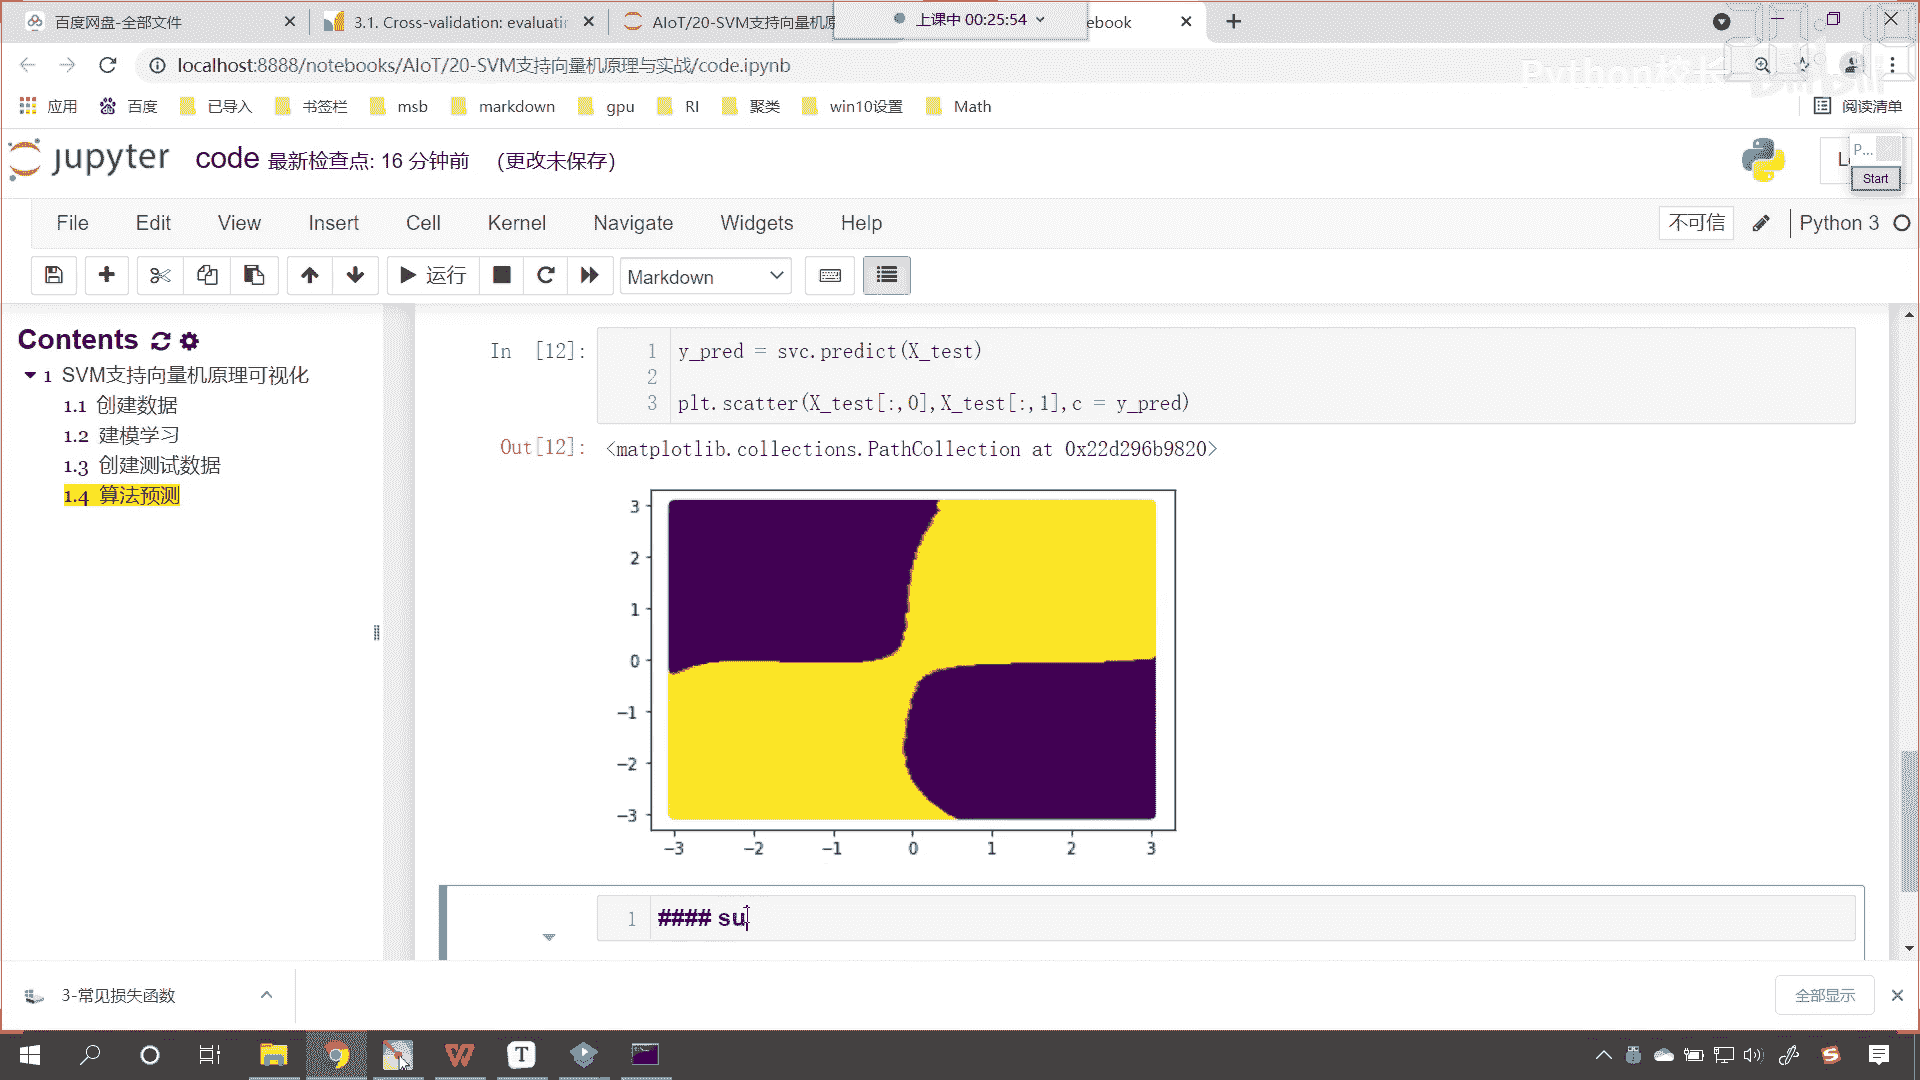 百度网盘-全部文件
3.1. Cross-validation: evaluatin
AIoT/20-SVM支持向量机原
上课中 00:25:54
ebook
localhost:8888/notebooks/AIoT/20-SVM支持向量机原理与实战/code.ipynb
Python校长
bilibili
应用
百度
已导入
书签栏
msb
markdown
gpu
RI
聚类
win10设置
Math
阅读清单
jupyter
code 最新检查点: 16 分钟前 (更改未保存)
P...
Start
File
Edit
View
Insert
Cell
Kernel
Navigate
Widgets
Help
不可信
Python 3
运行
Markdown
Contents
1 SVM支持向量机原理可视化
1.1 创建数据
1.2 建模学习
1.3 创建测试数据
1.4 算法预测
In [12]:
1 y_pred = svc.predict(X_test)
2
3 plt.scatter(X_test[:,0],X_test[:,1],c = y_pred)
Out[12]: <matplotlib.collections.PathCollection at 0x22d296b9820>
3
2
1
0
−1
−2
−3
−3 −2 −1 0 1 2 3
1 #### su
3-常见损失函数
全部显示